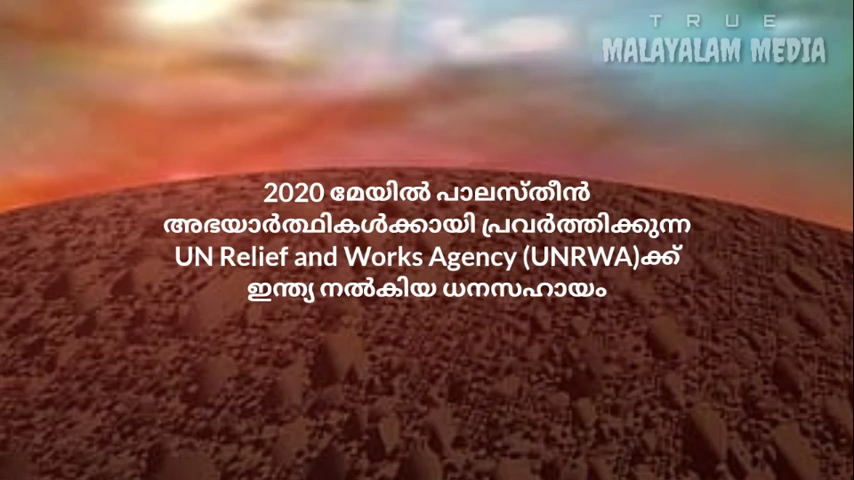 TRUE
MALAYALAM MEDIA
2020 മേയിൽ പാലസ്തീൻ
അഭയാർത്ഥികൾക്കായി പ്രവർത്തിക്കുന്ന
UN Relief and Works Agency (UNRWA)ക്ക്
ഇന്ത്യ നൽകിയ ധനസഹായം